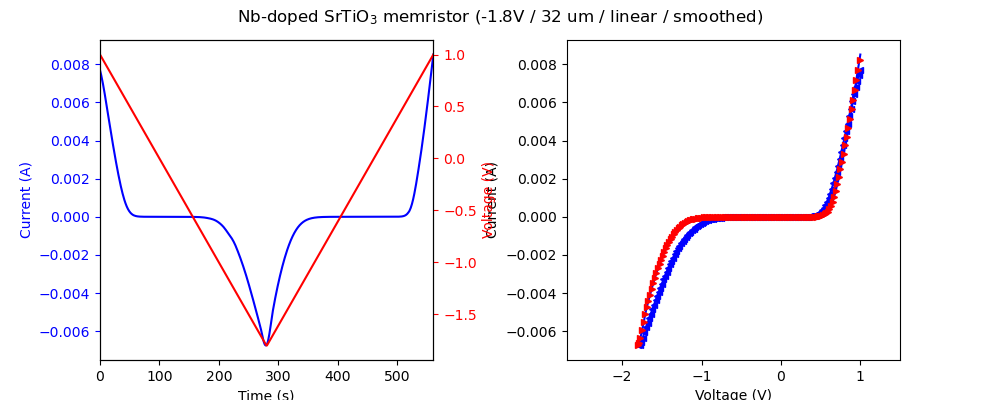 Nb-doped SrTiO₃ memristor (-1.8V / 32 um / linear / smoothed)
Current (A)
0.008
0.006
0.004
0.002
0.000
−0.002
−0.004
−0.006
0 100 200 300 400 500
Time (s)
1.0
0.5
0.0
−0.5
−1.0
−1.5
Voltage (V)
Current (A)
0.008
0.006
0.004
0.002
0.000
−0.002
−0.004
−0.006
−2 −1 0 1
Voltage (V)